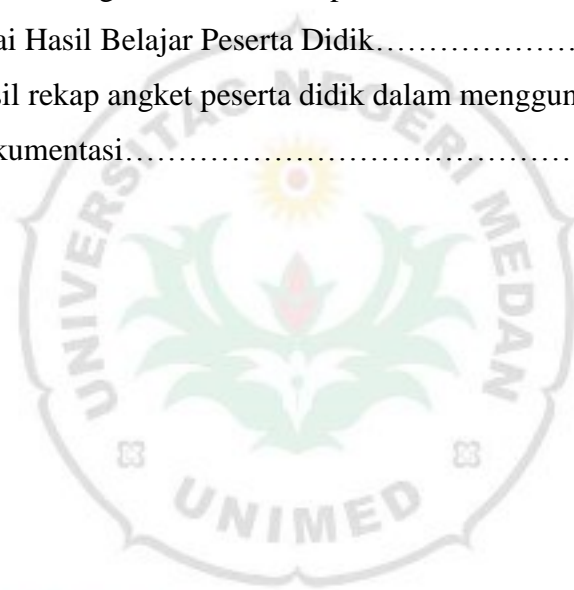 ai Hasil Belajar Peserta Didik………………….
sil rekap angket peserta didik dalam menggun
kumentasi……………………………………………
UNIVERSITAS NEGERI MEDAN
UNIMED